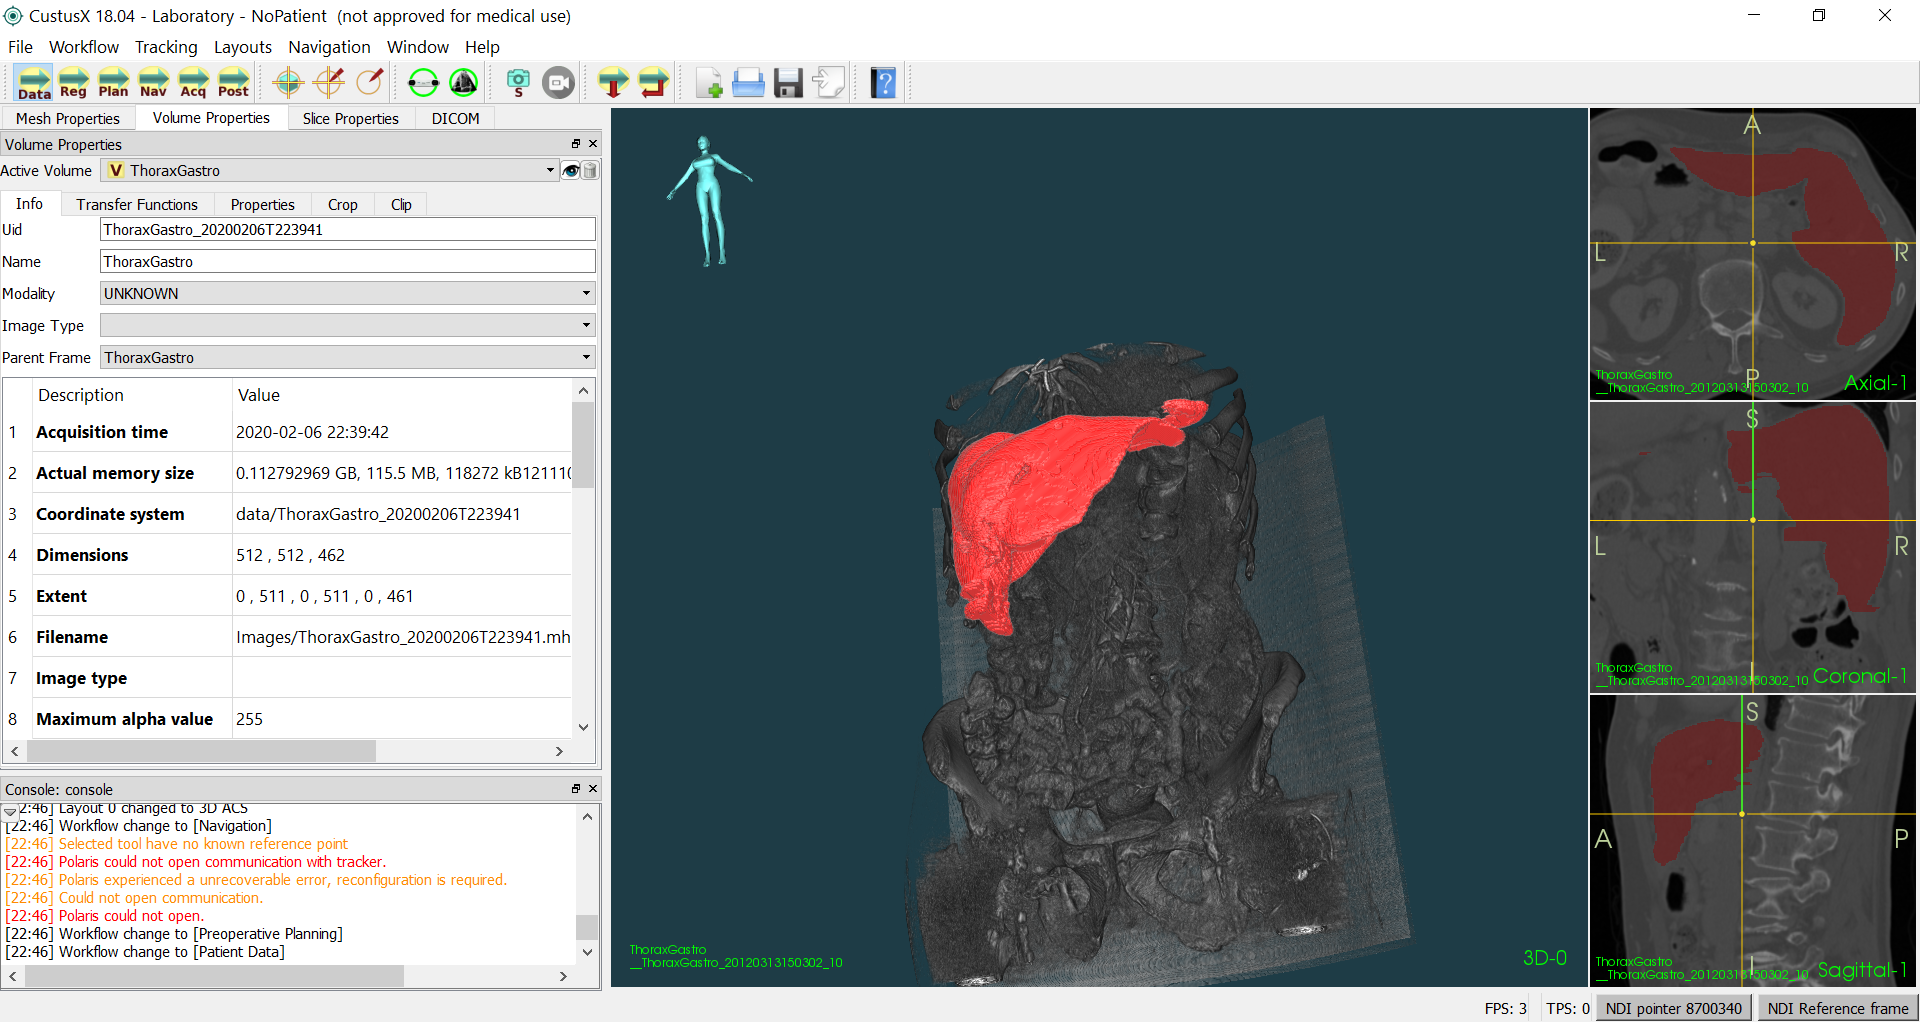 CustusX 18.04 - Laboratory - NoPatient (not approved for medical use)
File Workflow Tracking Layouts Navigation Window Help
Data Reg Plan Nav Acq Post S ?
Mesh Properties Volume Properties Slice Properties DICOM
Volume Properties
Active Volume V ThoraxGastro
Info Transfer Functions Properties Crop Clip
Uid ThoraxGastro_20200206T223941
Name ThoraxGastro
Modality UNKNOWN
Image Type
Parent Frame ThoraxGastro
Description Value
1 Acquisition time 2020-02-06 22:39:42
2 Actual memory size 0.112792969 GB, 115.5 MB, 118272 kB121110
3 Coordinate system data/ThoraxGastro_20200206T223941
4 Dimensions 512 , 512 , 462
5 Extent 0 , 511 , 0 , 511 , 0 , 461
6 Filename Images/ThoraxGastro_20200206T223941.mh
7 Image type
8 Maximum alpha value 255
Console: console
22:46] Layout 0 changed to 3D ACS
[22:46] Workflow change to [Navigation]
[22:46] Selected tool have no known reference point
[22:46] Polaris could not open communication with tracker.
[22:46] Polaris experienced a unrecoverable error, reconfiguration is required.
[22:46] Could not open communication.
[22:46] Polaris could not open.
[22:46] Workflow change to [Preoperative Planning]
[22:46] Workflow change to [Patient Data]
ThoraxGastro
__ThoraxGastro_20120313150302_10
3D-0
A
L R
P
ThoraxGastro
__ThoraxGastro_20120313150302_10
Axial-1
S
L R
I
ThoraxGastro
__ThoraxGastro_20120313150302_10
Coronal-1
S
A P
I
ThoraxGastro
__ThoraxGastro_20120313150302_10
Sagittal-1
FPS: 3 TPS: 0 NDI pointer 8700340 NDI Reference frame